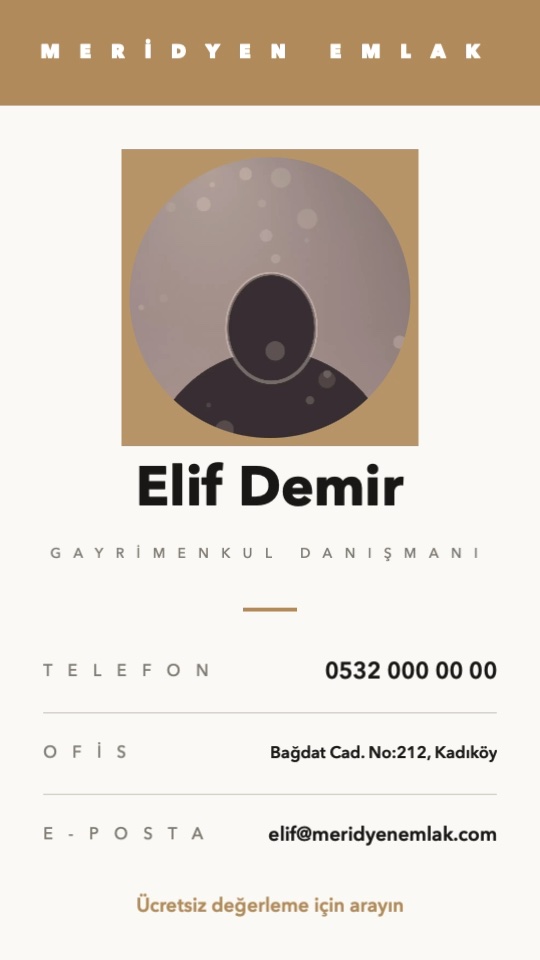 MERİDYEN EMLAK
Elif Demir
GAYRİMENKUL DANIŞMANI
TELEFON 0532 000 00 00
OFİS Bağdat Cad. No:212, Kadıköy
E-POSTA elif@meridyenemlak.com
Ücretsiz değerleme için arayın